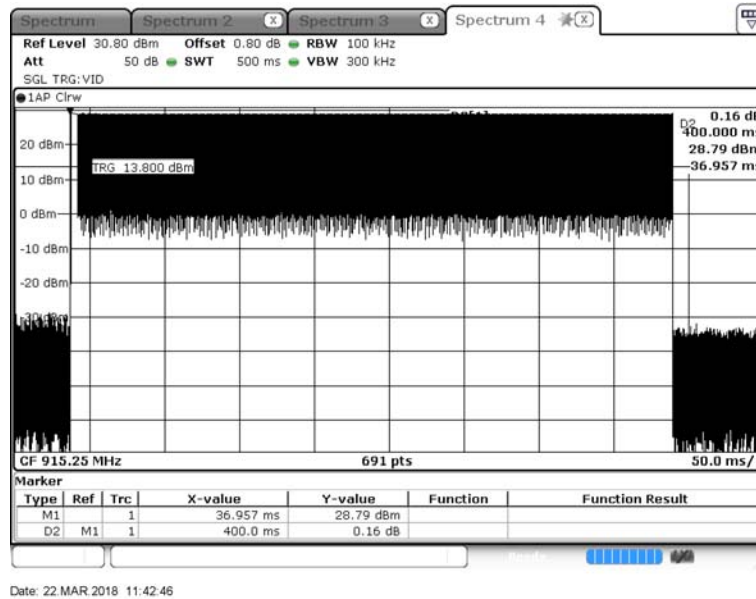 Spectrum Spectrum 2 X Spectrum 3 X Spectrum 4 X
Ref Level 30.80 dBm Offset 0.80 dB RBW 100 kHz
Att 50 dB SWT 500 ms VBW 300 kHz
SGL TRG:VID
1AP Clrw
0.16 d
D2
400.000 m
20 dBm
28.79 dBm
TRG 13.800 dBm
36.957 m
10 dBm
0 dBm
-10 dBm
-20 dBm
-30 dBm
CF 915.25 MHz 691 pts 50.0 ms/
Marker
Type Ref Trc X-value Y-value Function Function Result
M1 1 36.957 ms 28.79 dBm
D2 M1 1 400.0 ms 0.16 dB
Date: 22.MAR.2018 11:42:46